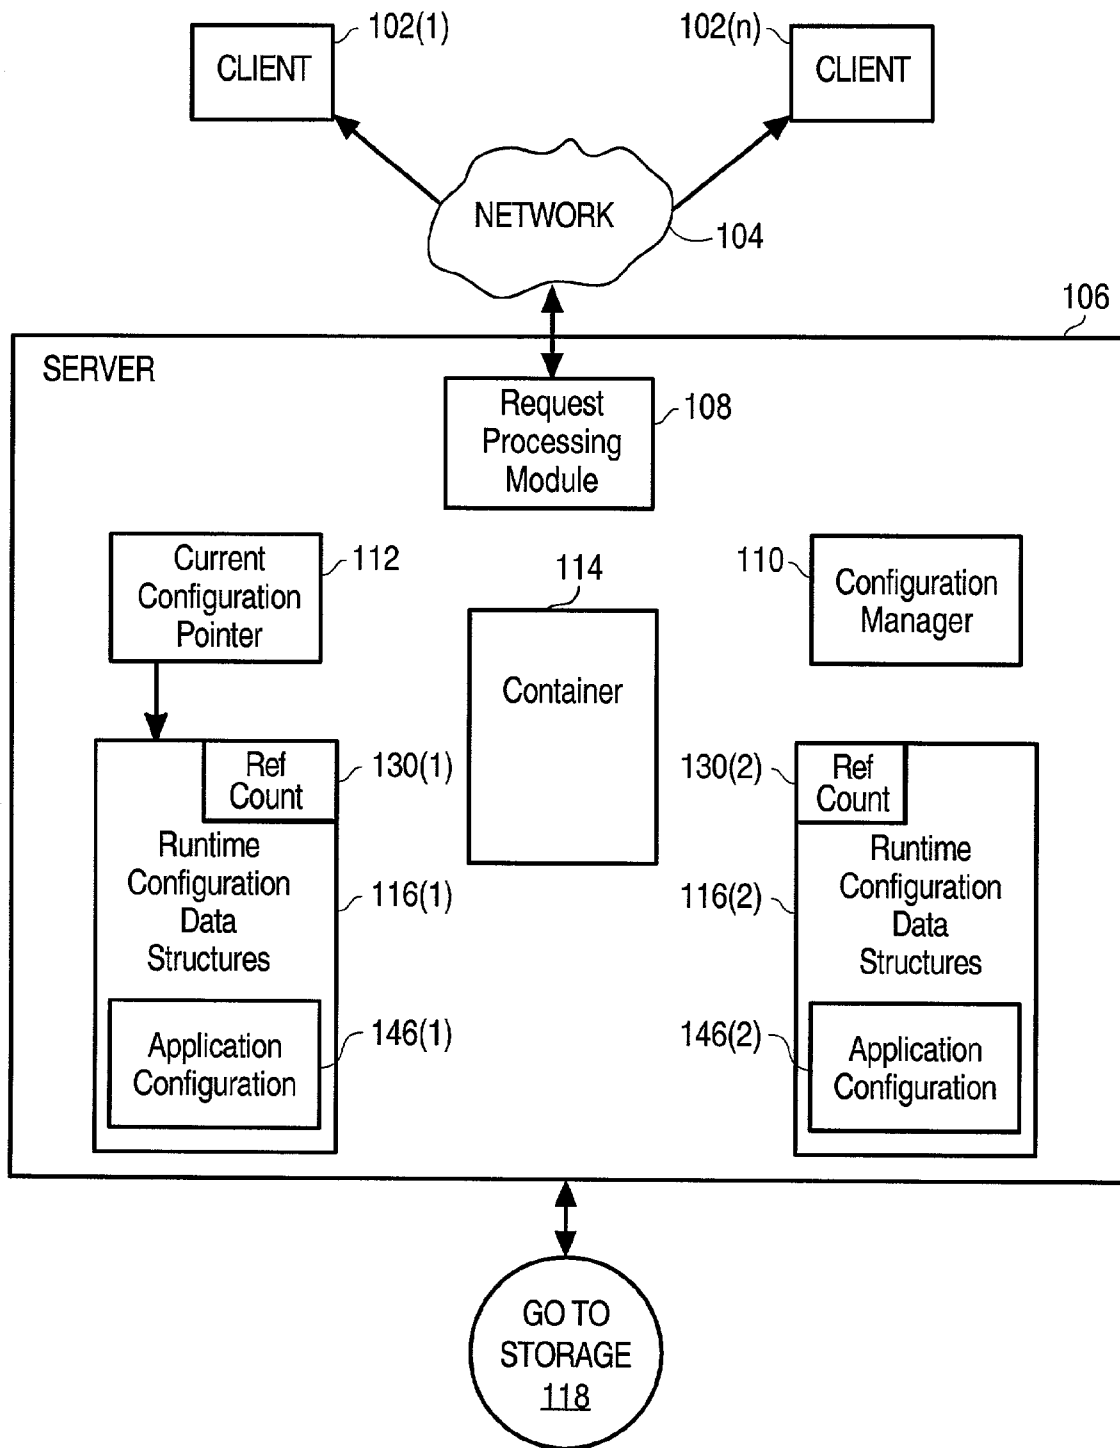 102(1)
102(n)
CLIENT
CLIENT
NETWORK
104
106
SERVER
Request
Processing
Module
108
Current
Configuration
Pointer
112
114
110
Configuration
Manager
Container
Ref
Count
130(1)
130(2)
Ref
Count
Runtime
Configuration
Data
Structures
116(1)
116(2)
Runtime
Configuration
Data
Structures
Application
Configuration
146(1)
146(2)
Application
Configuration
GO TO
STORAGE
118